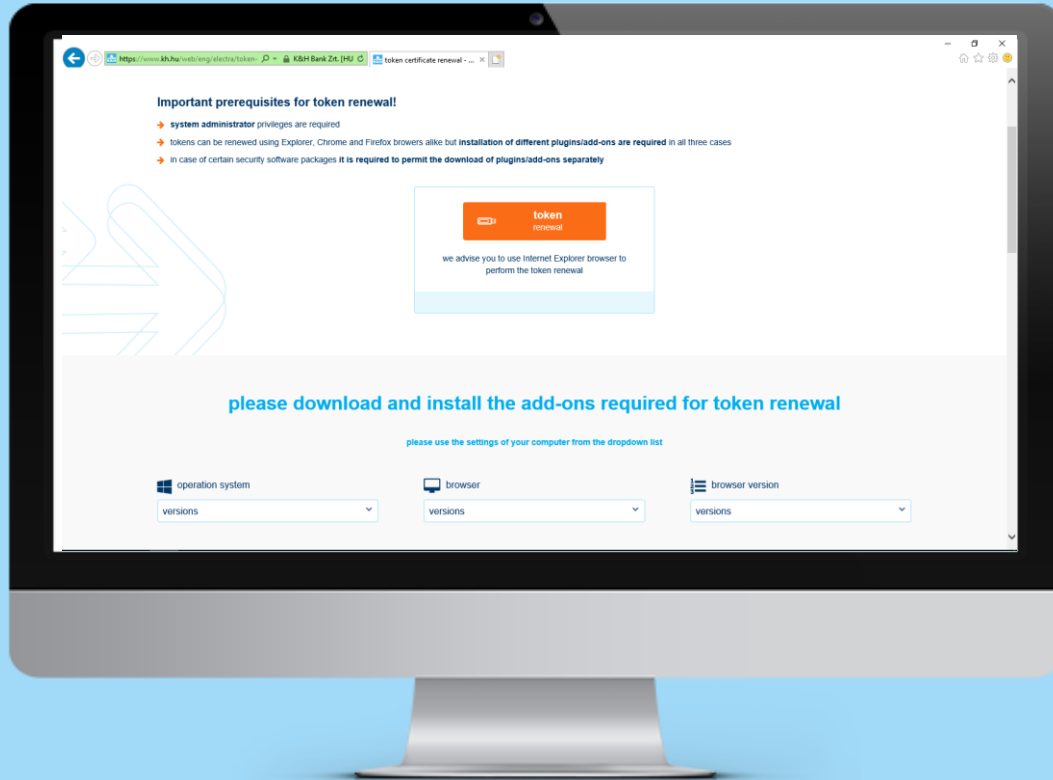 https://www.kh.hu/web/eng/electra/token-
K&H Bank Zrt. [HU
token certificate renewal - ...
Important prerequisites for token renewal!
system administrator privileges are required
tokens can be renewed using Explorer, Chrome and Firefox browers alike but installation of different plugins/add-ons are required in all three cases
in case of certain security software packages it is required to permit the download of plugins/add-ons separately
token
renewal
we advise you to use Internet Explorer browser to
perform the token renewal
please download and install the add-ons required for token renewal
please use the settings of your computer from the dropdown list
operation system
browser
browser version
versions
versions
versions